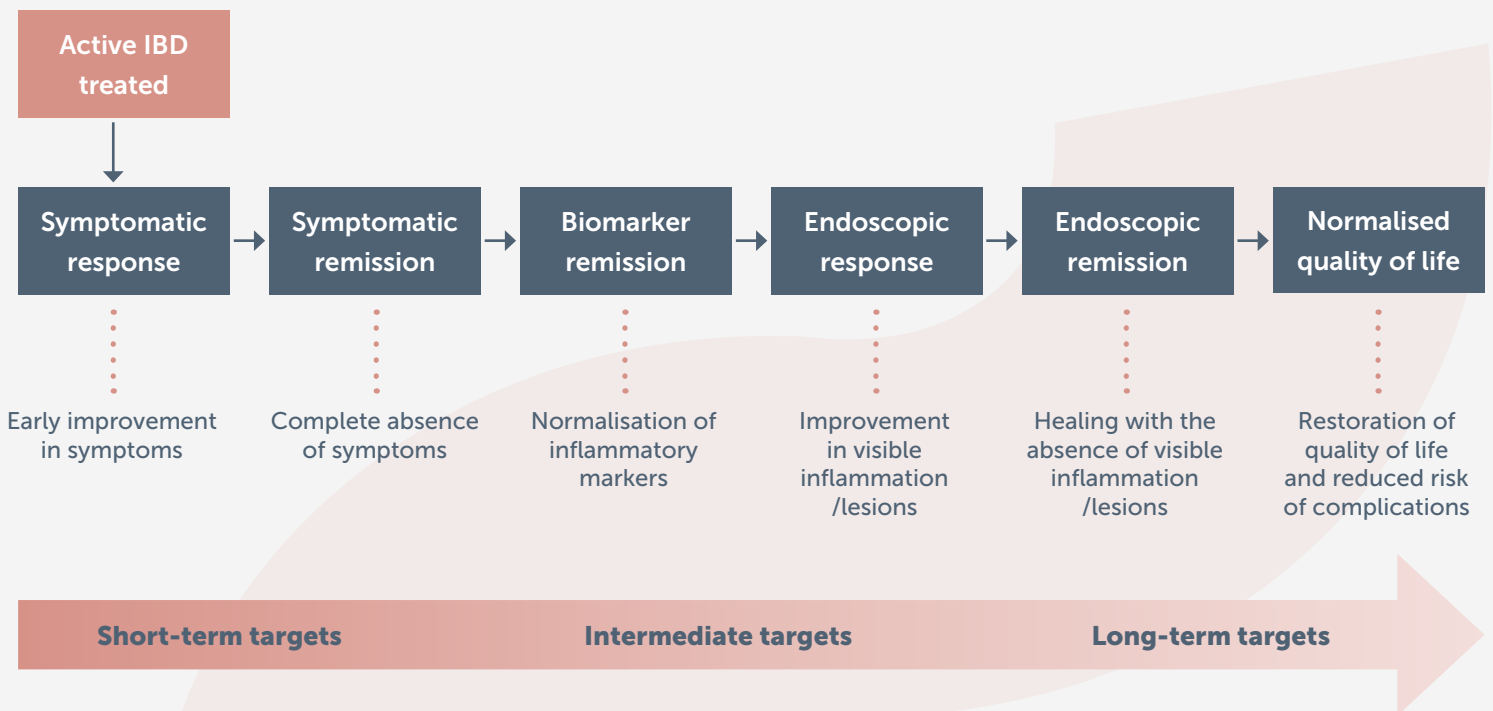 Active IBD
treated
Symptomatic
response
Symptomatic
remission
Biomarker
remission
Endoscopic
response
Endoscopic
remission
Normalised
quality of life
Early improvement
in symptoms
Complete absence
of symptoms
Normalisation of
inflammatory
markers
Improvement
in visible
inflammation
/lesions
Healing with the
absence of visible
inflammation
/lesions
Restoration of
quality of life
and reduced risk
of complications
Short-term targets
Intermediate targets
Long-term targets